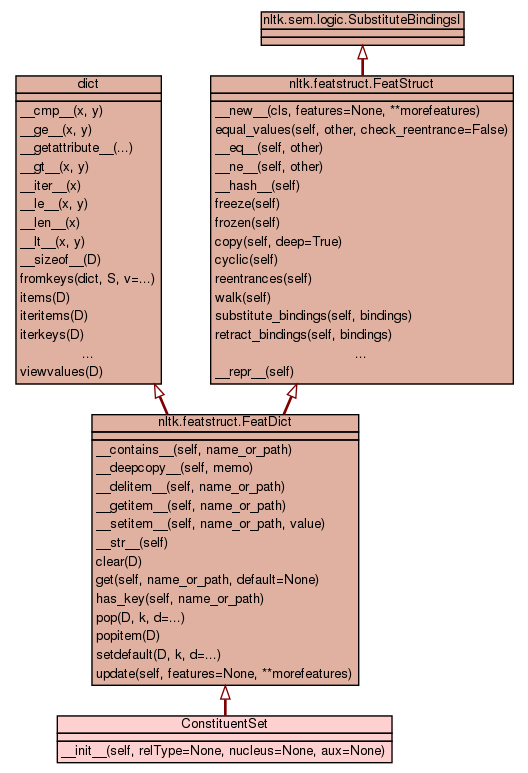 nltk.sem.logic.SubstituteBindingsI
dict
__cmp__(x, y)
__ge__(x, y)
__getattribute__(...)
__gt__(x, y)
__iter__(x)
__le__(x, y)
__len__(x)
__lt__(x, y)
__sizeof__(D)
fromkeys(dict, S, v=...)
items(D)
iteritems(D)
iterkeys(D)
...
viewvalues(D)
nltk.featstruct.FeatStruct
__new__(cls, features=None, **morefeatures)
equal_values(self, other, check_reentrance=False)
__eq__(self, other)
__ne__(self, other)
__hash__(self)
freeze(self)
frozen(self)
copy(self, deep=True)
cyclic(self)
reentrances(self)
walk(self)
substitute_bindings(self, bindings)
retract_bindings(self, bindings)
...
__repr__(self)
nltk.featstruct.FeatDict
__contains__(self, name_or_path)
__deepcopy__(self, memo)
__delitem__(self, name_or_path)
__getitem__(self, name_or_path)
__setitem__(self, name_or_path, value)
__str__(self)
clear(D)
get(self, name_or_path, default=None)
has_key(self, name_or_path)
pop(D, k, d=...)
popitem(D)
setdefault(D, k, d=...)
update(self, features=None, **morefeatures)
ConstituentSet
__init__(self, relType=None, nucleus=None, aux=None)